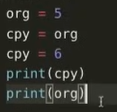 org = 5
cpy = org
cpy = 6
print(cpy)
print(org)